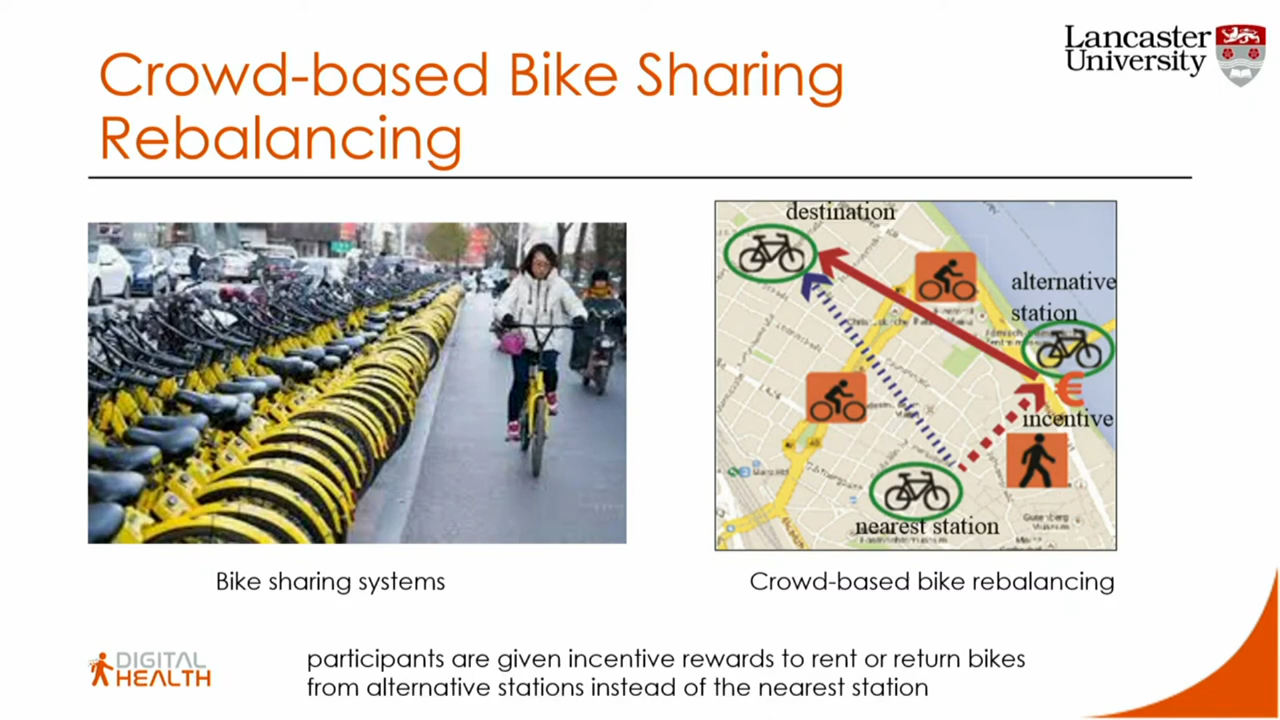 Lancaster
University
Crowd-based Bike Sharing
Rebalancing
destination
alternative
station
€
incentive
nearest station
Bike sharing systems
Crowd-based bike rebalancing
DIGITAL
HEALTH
participants are given incentive rewards to rent or return bikes
from alternative stations instead of the nearest station